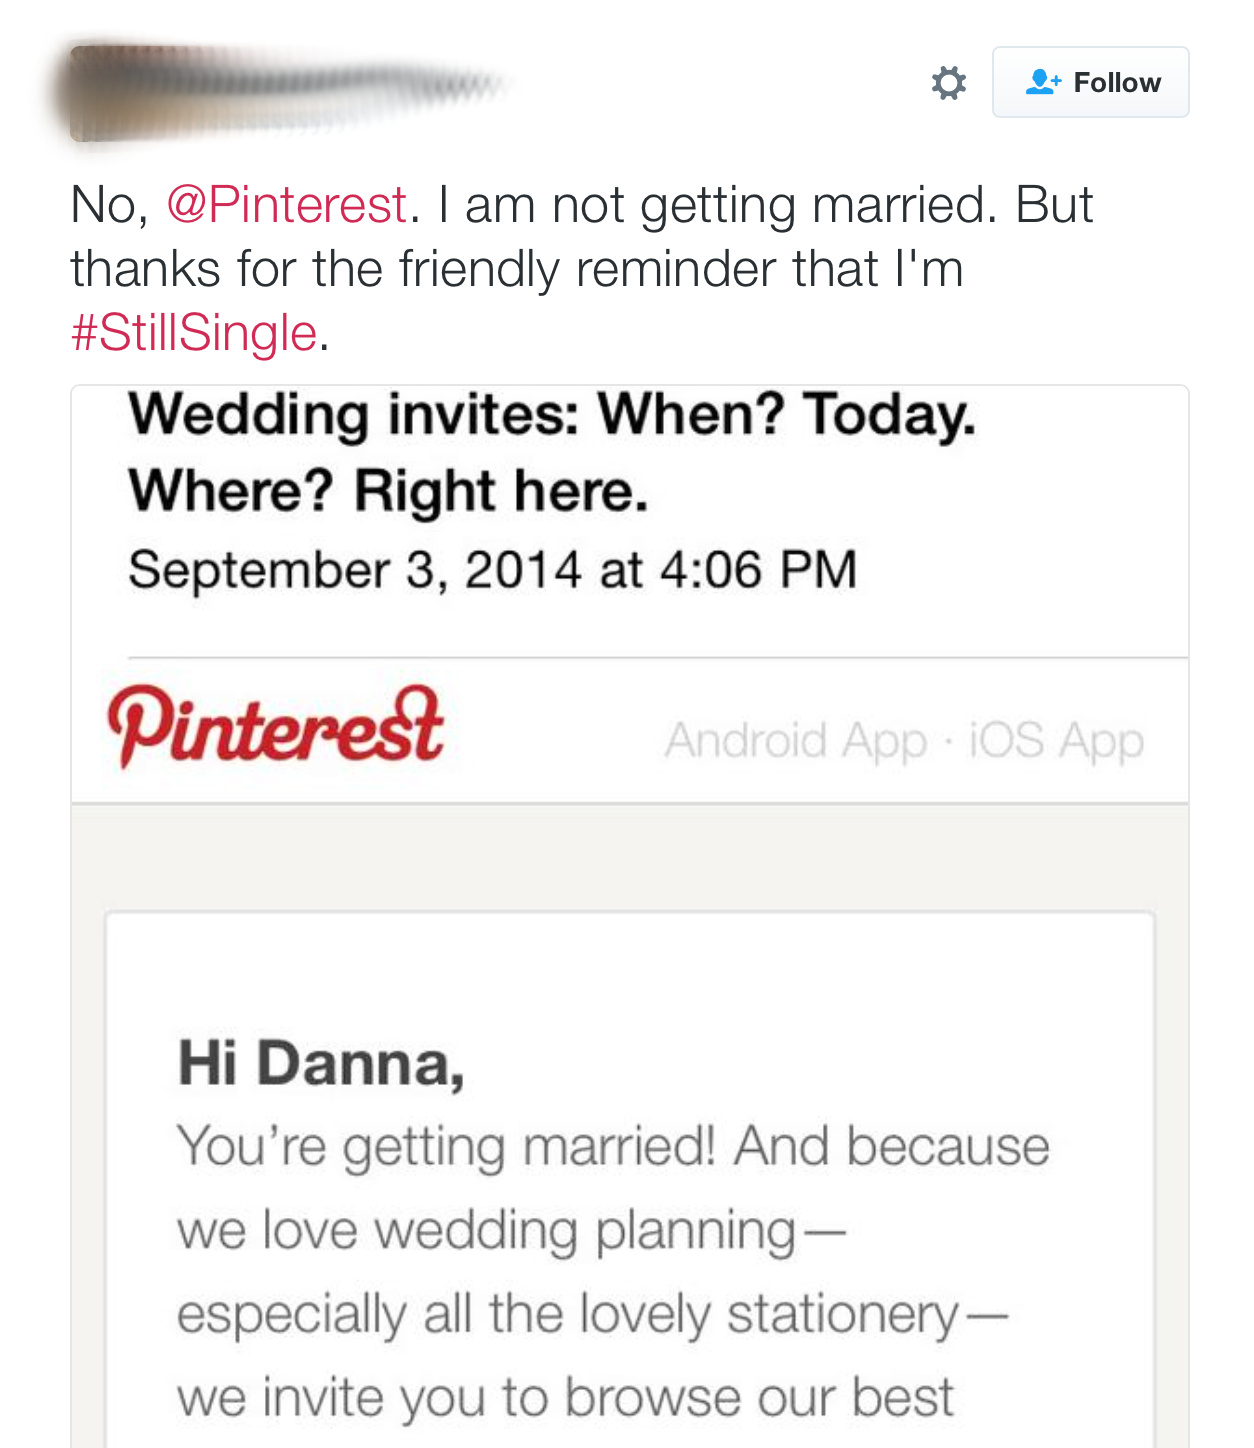 Follow
No, @Pinterest. I am not getting married. But
thanks for the friendly reminder that I'm
#StillSingle.
Wedding invites: When? Today.
Where? Right here.
September 3, 2014 at 4:06 PM
Pinterest
Android App · iOS App
Hi Danna,
You’re getting married! And because
we love wedding planning—
especially all the lovely stationery—
we invite you to browse our best